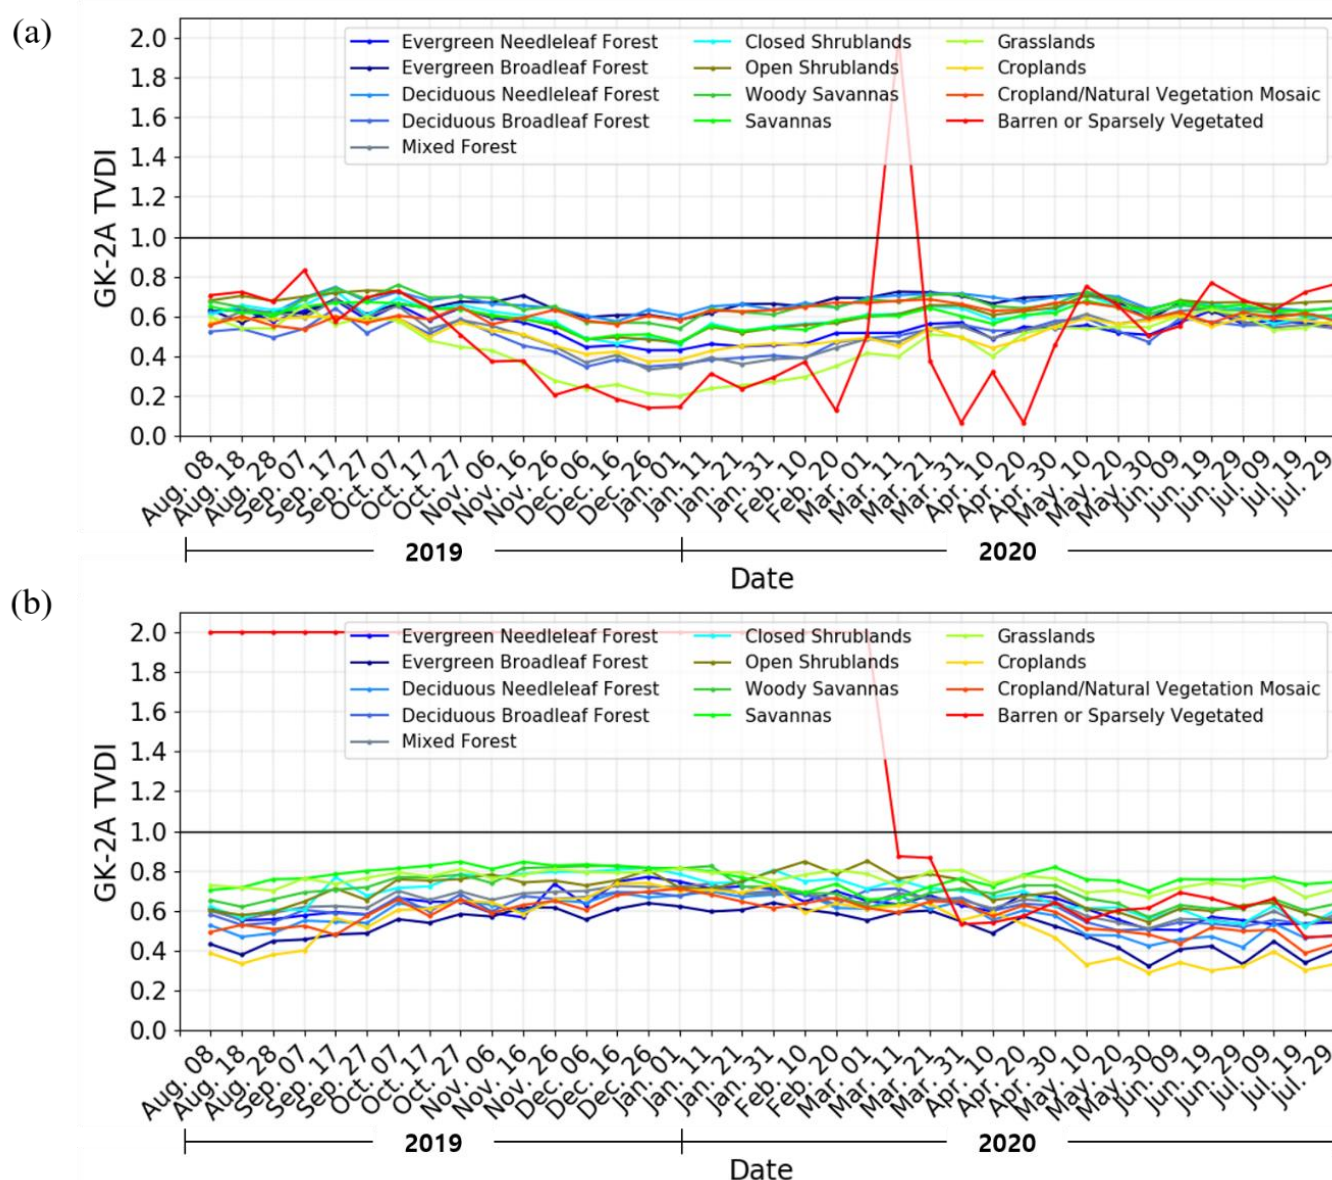 (a)
GK-2A TVDI
2.0
1.8
1.6
1.4
1.2
1.0
0.8
0.6
0.4
0.2
0.0
Evergreen Needleleaf Forest
Evergreen Broadleaf Forest
Deciduous Needleleaf Forest
Deciduous Broadleaf Forest
Mixed Forest
Closed Shrublands
Open Shrublands
Woody Savannas
Savannas
Grasslands
Croplands
Cropland/Natural Vegetation Mosaic
Barren or Sparsely Vegetated
Aug. 08
Aug. 18
Aug. 28
Sep. 07
Sep. 17
Sep. 27
Oct. 07
Oct. 17
Oct. 27
Nov. 06
Nov. 16
Nov. 26
Dec. 06
Dec. 16
Dec. 26
Jan. 01
Jan. 11
Jan. 21
Jan. 31
Feb. 10
Feb. 20
Mar. 01
Mar. 11
Mar. 21
Mar. 31
Apr. 10
Apr. 20
Apr. 30
May. 10
May. 20
May. 30
Jun. 09
Jun. 19
Jun. 29
Jul. 09
Jul. 19
Jul. 29
2019
2020
Date
(b)
GK-2A TVDI
2.0
1.8
1.6
1.4
1.2
1.0
0.8
0.6
0.4
0.2
0.0
Evergreen Needleleaf Forest
Evergreen Broadleaf Forest
Deciduous Needleleaf Forest
Deciduous Broadleaf Forest
Mixed Forest
Closed Shrublands
Open Shrublands
Woody Savannas
Savannas
Grasslands
Croplands
Cropland/Natural Vegetation Mosaic
Barren or Sparsely Vegetated
Aug. 08
Aug. 18
Aug. 28
Sep. 07
Sep. 17
Sep. 27
Oct. 07
Oct. 17
Oct. 27
Nov. 06
Nov. 16
Nov. 26
Dec. 06
Dec. 16
Dec. 26
Jan. 01
Jan. 11
Jan. 21
Jan. 31
Feb. 10
Feb. 20
Mar. 01
Mar. 11
Mar. 21
Mar. 31
Apr. 10
Apr. 20
Apr. 30
May. 10
May. 20
May. 30
Jun. 09
Jun. 19
Jun. 29
Jul. 09
Jul. 19
Jul. 29
2019
2020
Date